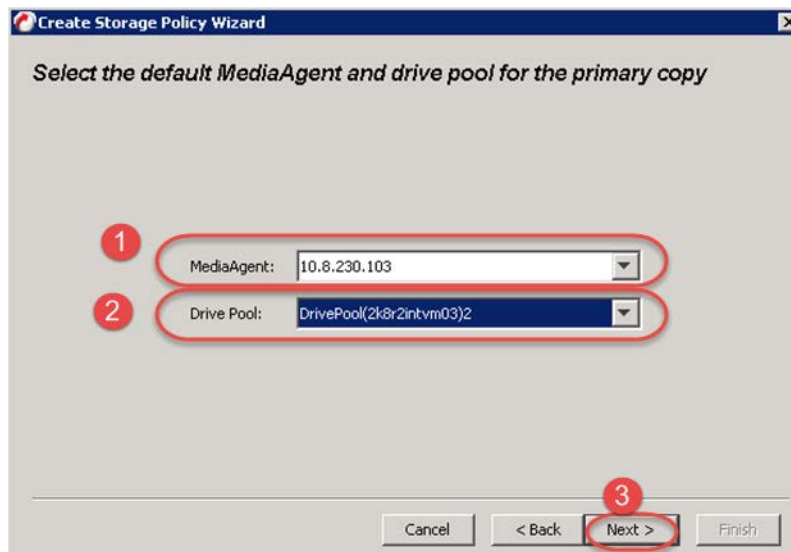 Create Storage Policy Wizard
Select the default MediaAgent and drive pool for the primary copy
1
MediaAgent: 10.8.230.103
2
Drive Pool: DrivePool(2k8r2intvm03)2
3
Cancel < Back Next > Finish